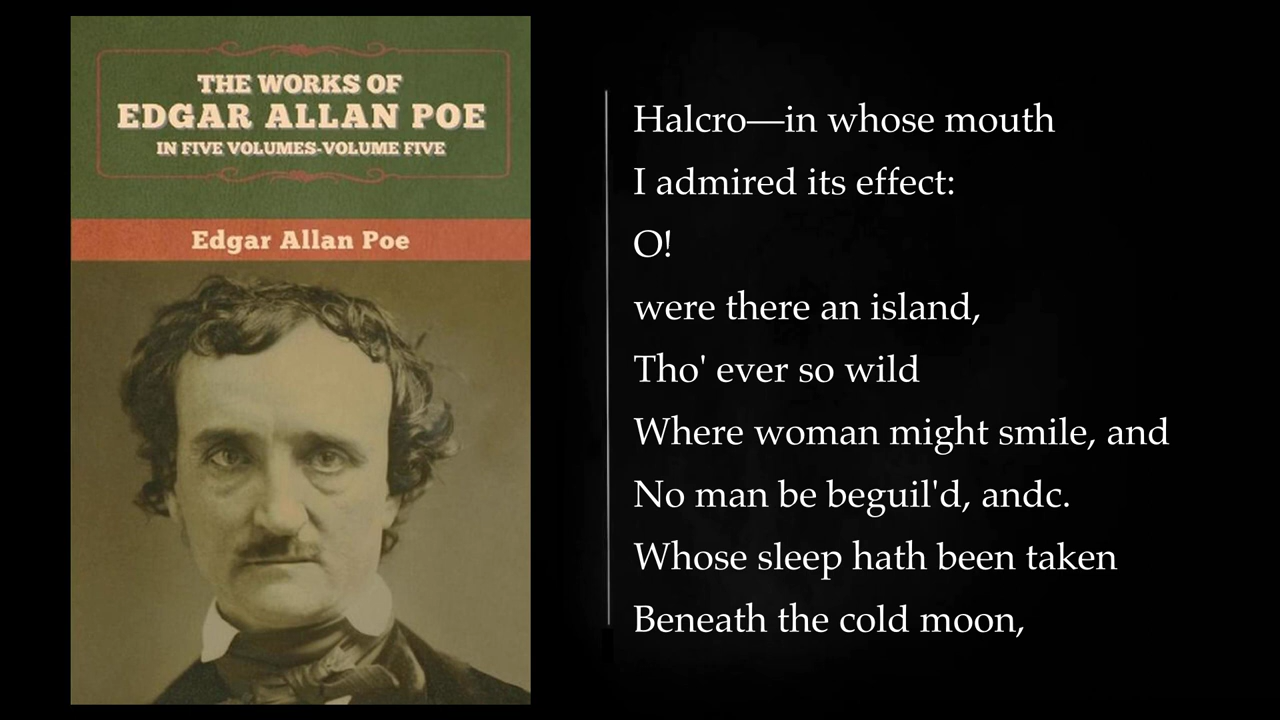 THE WORKS OF
EDGAR ALLAN POE
IN FIVE VOLUMES-VOLUME FIVE
Edgar Allan Poe
Halcro—in whose mouth
I admired its effect:
O!
were there an island,
Tho' ever so wild
Where woman might smile, and
No man be beguil'd, andc.
Whose sleep hath been taken
Beneath the cold moon,